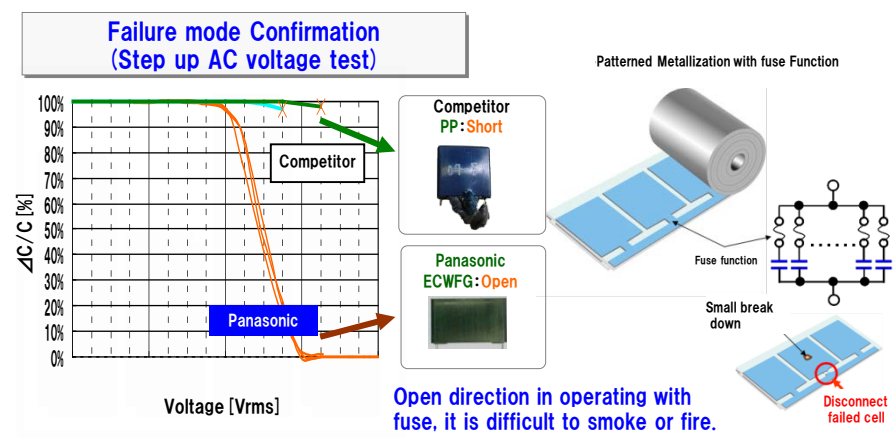 Failure mode Confirmation
(Step up AC voltage test)
100%
90%
80%
70%
60%
50%
40%
30%
20%
10%
0%
⊿C/C [%]
Competitor
Panasonic
Voltage [Vrms]
Competitor
PP:Short
Panasonic
ECWFG:Open
Patterned Metallization with fuse Function
Fuse function
Small break
down
Disconnect
failed cell
Open direction in operating with
fuse, it is difficult to smoke or fire.